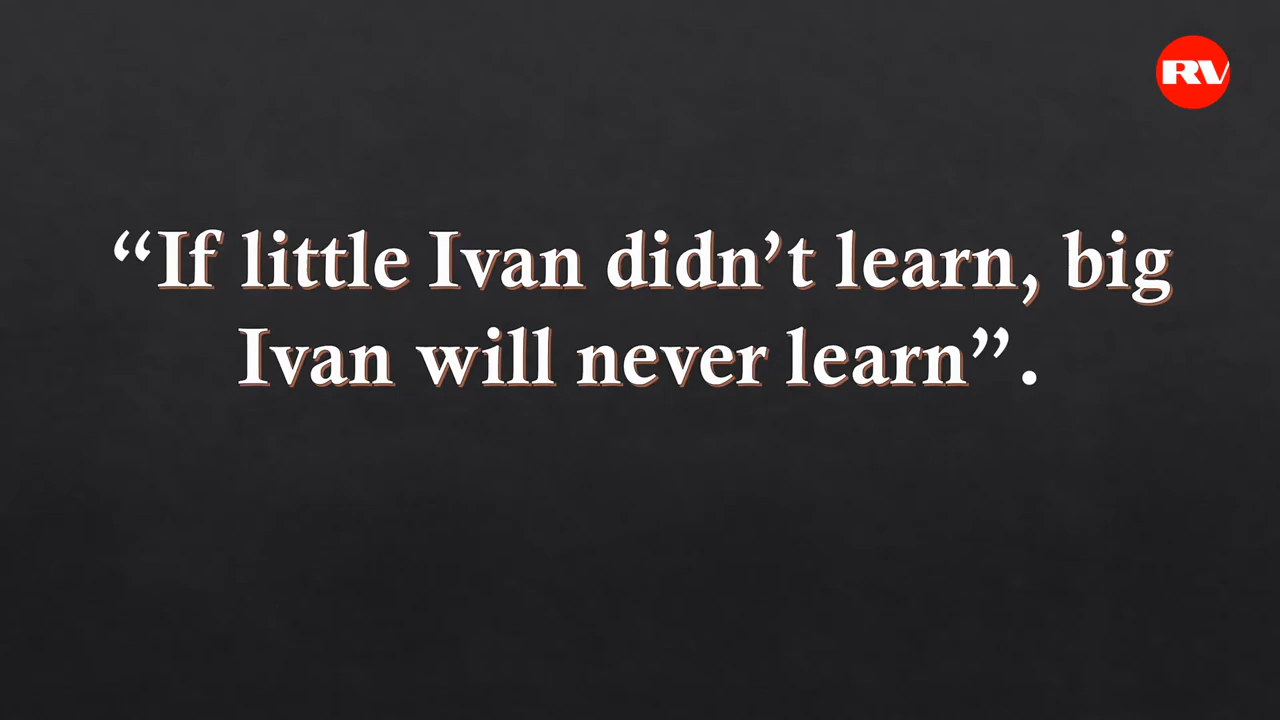 RV
“If little Ivan didn’t learn, big
Ivan will never learn”.